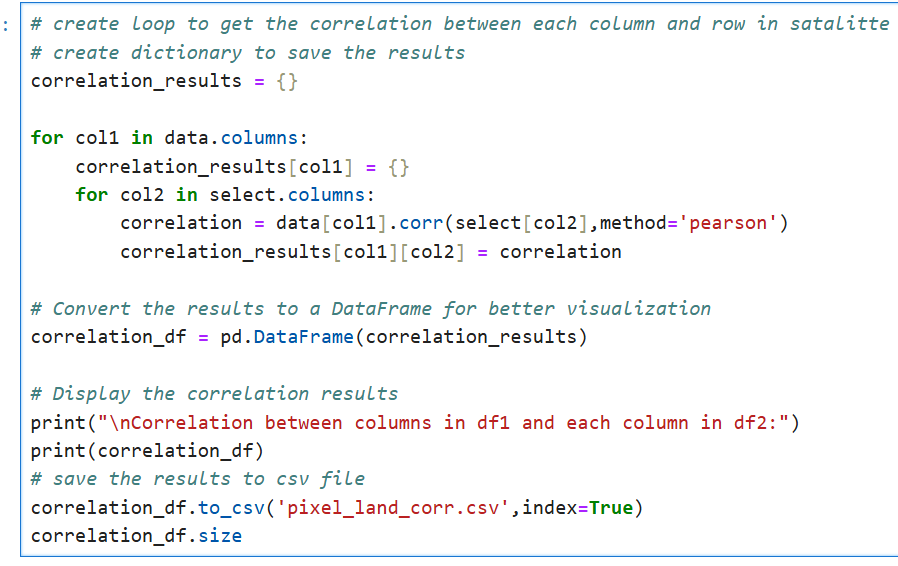 :
# create loop to get the correlation between each column and row in satalitte
# create dictionary to save the results
correlation_results = {}

for col1 in data.columns:
    correlation_results[col1] = {}
    for col2 in select.columns:
        correlation = data[col1].corr(select[col2],method='pearson')
        correlation_results[col1][col2] = correlation

# Convert the results to a DataFrame for better visualization
correlation_df = pd.DataFrame(correlation_results)

# Display the correlation results
print("\nCorrelation between columns in df1 and each column in df2:")
print(correlation_df)
# save the results to csv file
correlation_df.to_csv('pixel_land_corr.csv',index=True)
correlation_df.size